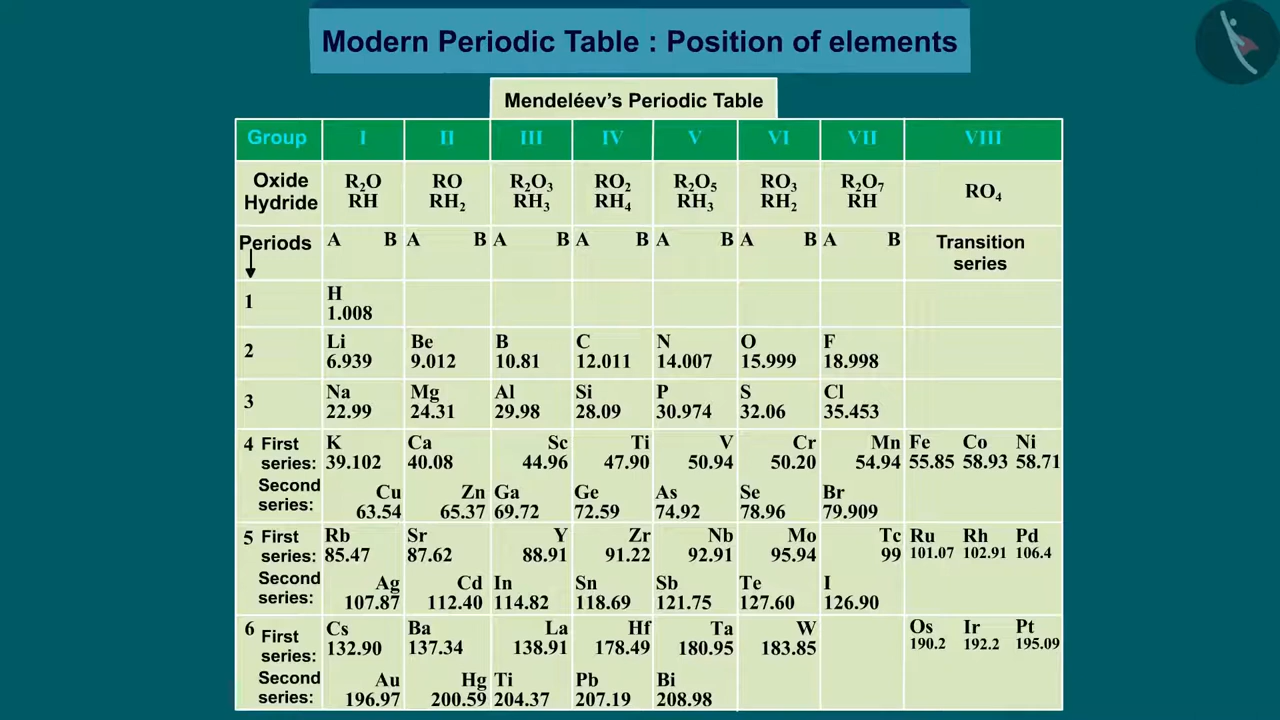 Modern Periodic Table : Position of elements
Mendeléev's Periodic Table
Group I II III IV V VI VII VIII
Oxide R₂O RO R₂O₃ RO₂ R₂O₅ RO₃ R₂O₇ RO₄
Hydride RH RH₂ RH₃ RH₄ RH₃ RH₂ RH
Periods A B A B A B A B A B A B A B Transition
series
1 H
1.008
2 Li Be B C N O F
6.939 9.012 10.81 12.011 14.007 15.999 18.998
3 Na Mg Al Si P S Cl
22.99 24.31 29.98 28.09 30.974 32.06 35.453
4 First K Ca Sc Ti V Cr Mn Fe Co Ni
series: 39.102 40.08 44.96 47.90 50.94 50.20 54.94 55.85 58.93 58.71
Second Cu Zn Ga Ge As Se Br
series: 63.54 65.37 69.72 72.59 74.92 78.96 79.909
5 First Rb Sr Y Zr Nb Mo Tc Ru Rh Pd
series: 85.47 87.62 88.91 91.22 92.91 95.94 99 101.07 102.91 106.4
Second Ag Cd In Sn Sb Te I
series: 107.87 112.40 114.82 118.69 121.75 127.60 126.90
6 First Cs Ba La Hf Ta W Os Ir Pt
series: 132.90 137.34 138.91 178.49 180.95 183.85 190.2 192.2 195.09
Second Au Hg Ti Pb Bi
series: 196.97 200.59 204.37 207.19 208.98